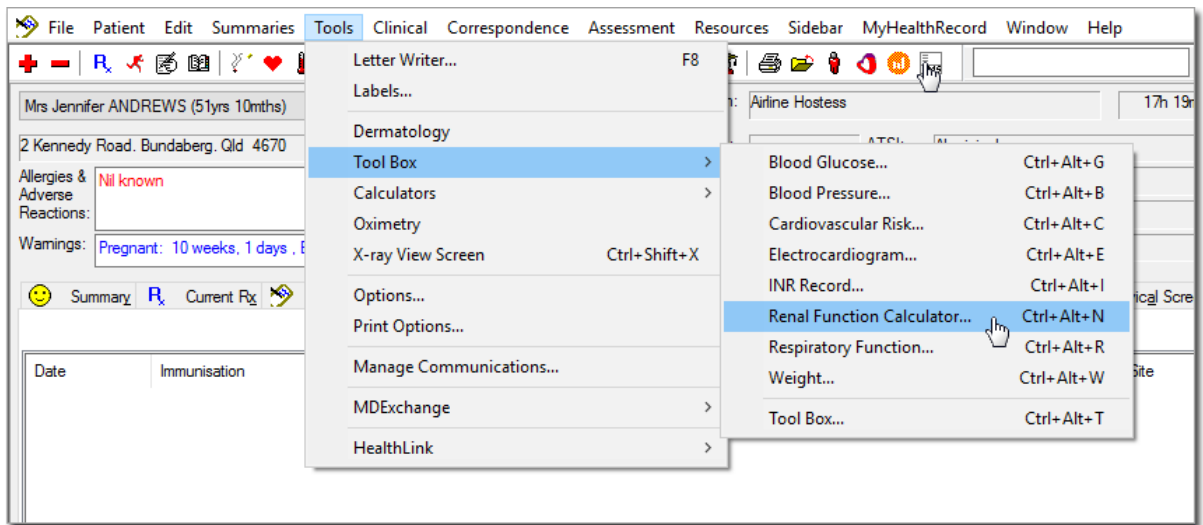 File Patient Edit Summaries Tools Clinical Correspondence Assessment Resources Sidebar MyHealthRecord Window Help
Mrs Jennifer ANDREWS (51yrs 10mths)
Airline Hostess
17h 19m
2 Kennedy Road. Bundaberg. Qld 4670
Allergies & Adverse Reactions:
Nil known
Warnings:
Pregnant: 10 weeks, 1 days ,
Summary
Current Rx
Date
Immunisation
Letter Writer... F8
Labels...
Dermatology
Tool Box
Calculators
Oximetry
X-ray View Screen Ctrl+Shift+X
Options...
Print Options...
Manage Communications...
MDExchange
HealthLink
Blood Glucose... Ctrl+Alt+G
Blood Pressure... Ctrl+Alt+B
Cardiovascular Risk... Ctrl+Alt+C
Electrocardiogram... Ctrl+Alt+E
INR Record... Ctrl+Alt+I
Renal Function Calculator... Ctrl+Alt+N
Respiratory Function... Ctrl+Alt+R
Weight... Ctrl+Alt+W
Tool Box... Ctrl+Alt+T